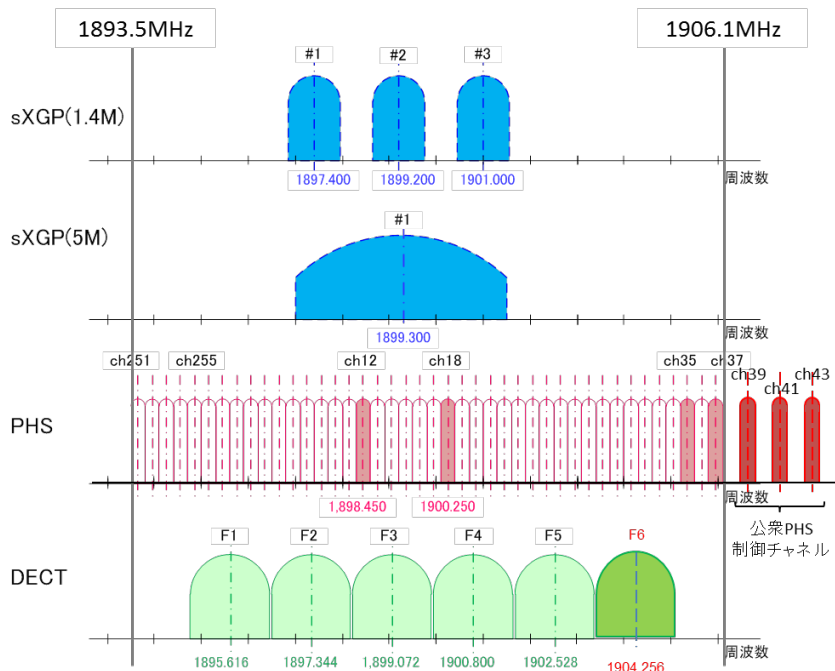 1893.5MHz
1906.1MHz
#1
#2
#3
sXGP(1.4M)
1897.400
1899.200
1901.000
周波数
#1
sXGP(5M)
1899.300
周波数
ch251
ch255
ch12
ch18
ch35
ch37
ch39
ch41
ch43
PHS
1,898.450
1900.250
周波数
公衆PHS
制御チャネル
F1
F2
F3
F4
F5
F6
DECT
1895.616
1897.344
1,899.072
1900.800
1902.528
1904.256
周波数